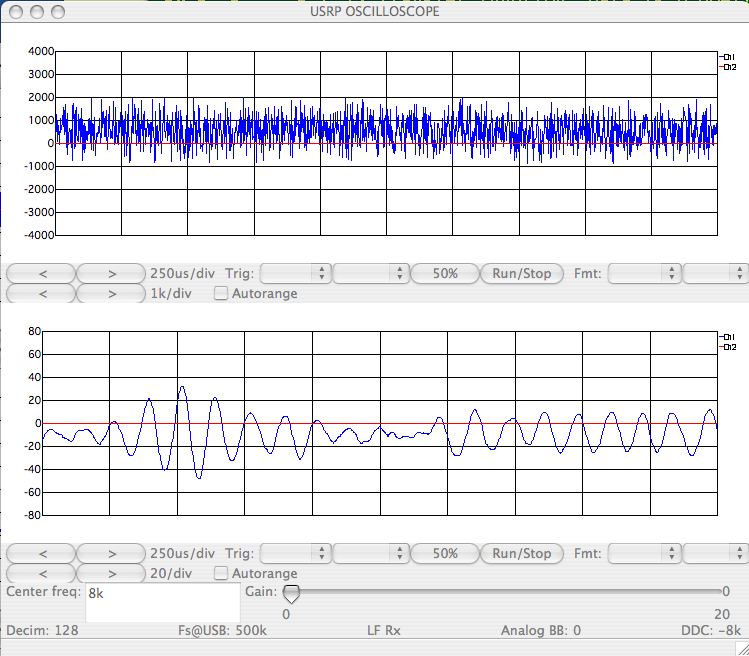 USRP OSCILLOSCOPE
4000
3000
2000
1000
0
-1000
-2000
-3000
-4000
Ch1
Ch2
< > 250us/div Trig: 50% Run/Stop Fmt:
< > 1k/div Autorange
80
60
40
20
0
-20
-40
-60
-80
Ch1
Ch2
< > 250us/div Trig: 50% Run/Stop Fmt:
< > 20/div Autorange
Center freq: 8k Gain: 0
0 20
Decim: 128 Fs@USB: 500k LF Rx Analog BB: 0 DDC: -8k